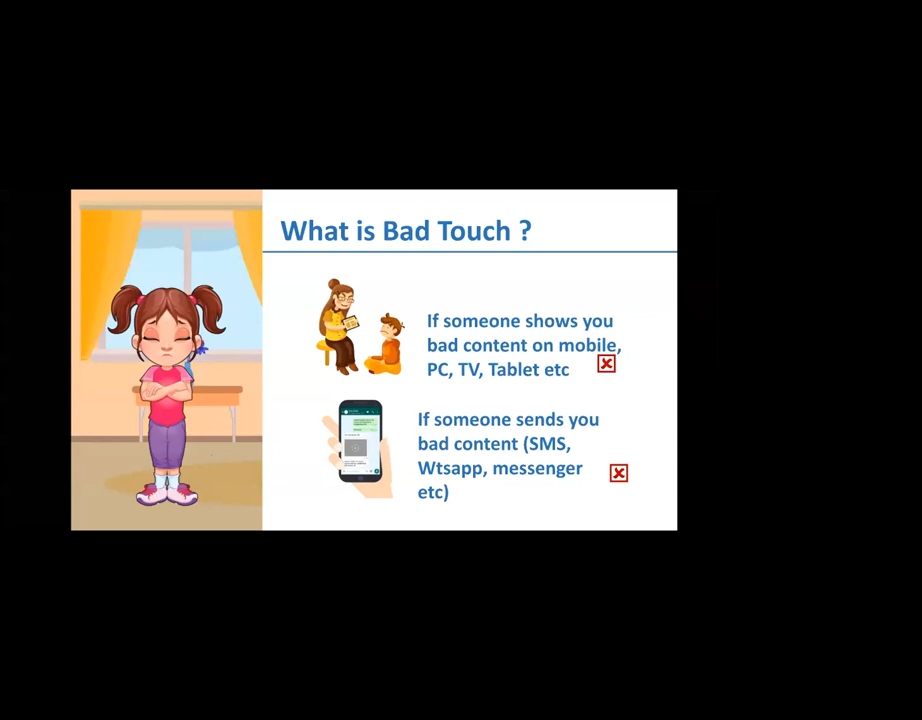 What is Bad Touch ?
If someone shows you
bad content on mobile,
PC, TV, Tablet etc
If someone sends you
bad content (SMS,
Wtsapp, messenger
etc)